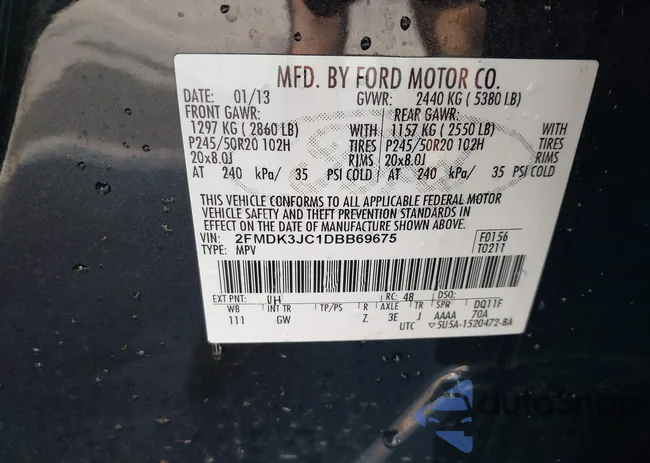 MFD. BY FORD MOTOR CO.
DATE: 01/13 GVWR: 2440 KG ( 5380 LB)
FRONT GAWR: REAR GAWR:
1297 KG ( 2860 LB) WITH 1157 KG ( 2550 LB) WITH
P245/50R20 102H TIRES P245/50R20 102H TIRES
20x8.0J RIMS 20x8.0J RIMS
AT 240 kPa/ 35 PSI COLD AT 240 kPa/ 35 PSI COLD
THIS VEHICLE CONFORMS TO ALL APPLICABLE FEDERAL MOTOR
VEHICLE SAFETY AND THEFT PREVENTION STANDARDS IN
EFFECT ON THE DATE OF MANUFACTURE SHOWN ABOVE.
VIN: 2FMDK3JC1DBB69675 F0156
TYPE: MPV T0211
EXT PNT: UH RC: 48 DSO:
WB INT TR TP/PS R AXLE TR SPR DQ11F
111 GW Z 3E J AAAA 70A
UTC ▽5U5A-1520472-BA
autoSnap